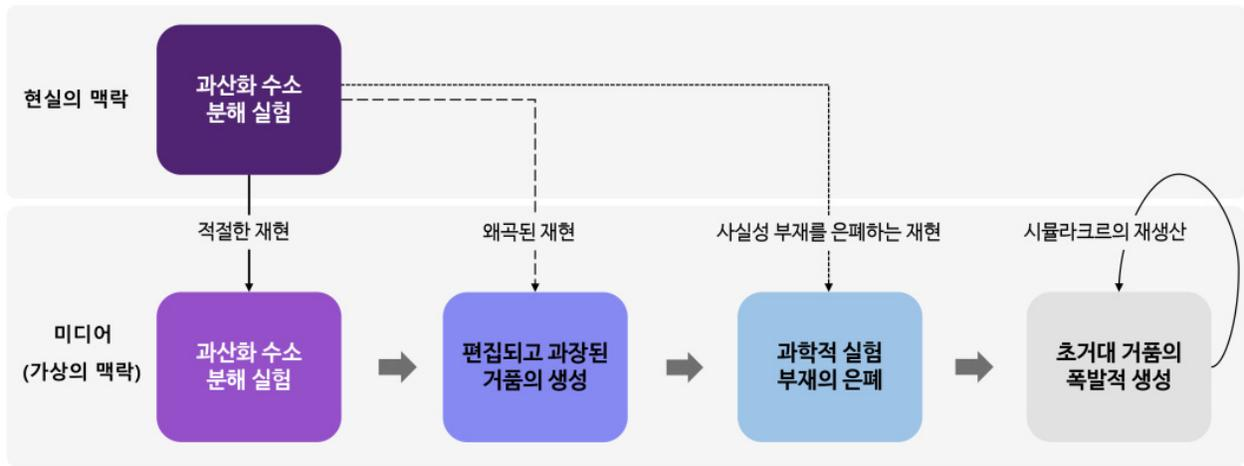 현실의 맥락
과산화 수소
분해 실험
적절한 재현
왜곡된 재현
사실성 부재를 은폐하는 재현
시뮬라크르의 재생산
미디어
(가상의 맥락)
과산화 수소
분해 실험
편집되고 과장된
거품의 생성
과학적 실험
부재의 은폐
초거대 거품의
폭발적 생성